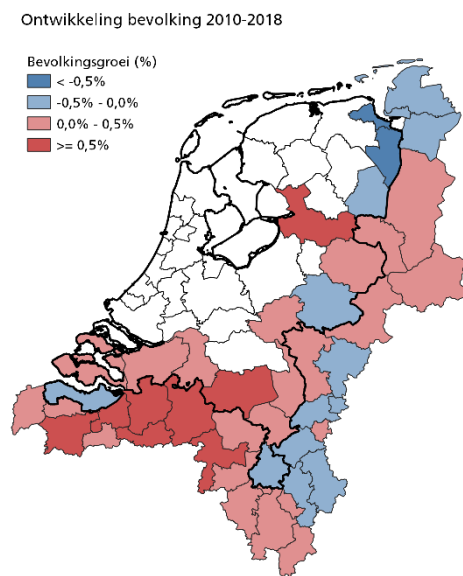 Ontwikkeling bevolking 2010-2018
Bevolkingsgroei (%)
< -0,5%
-0,5% - 0,0%
0,0% - 0,5%
>= 0,5%